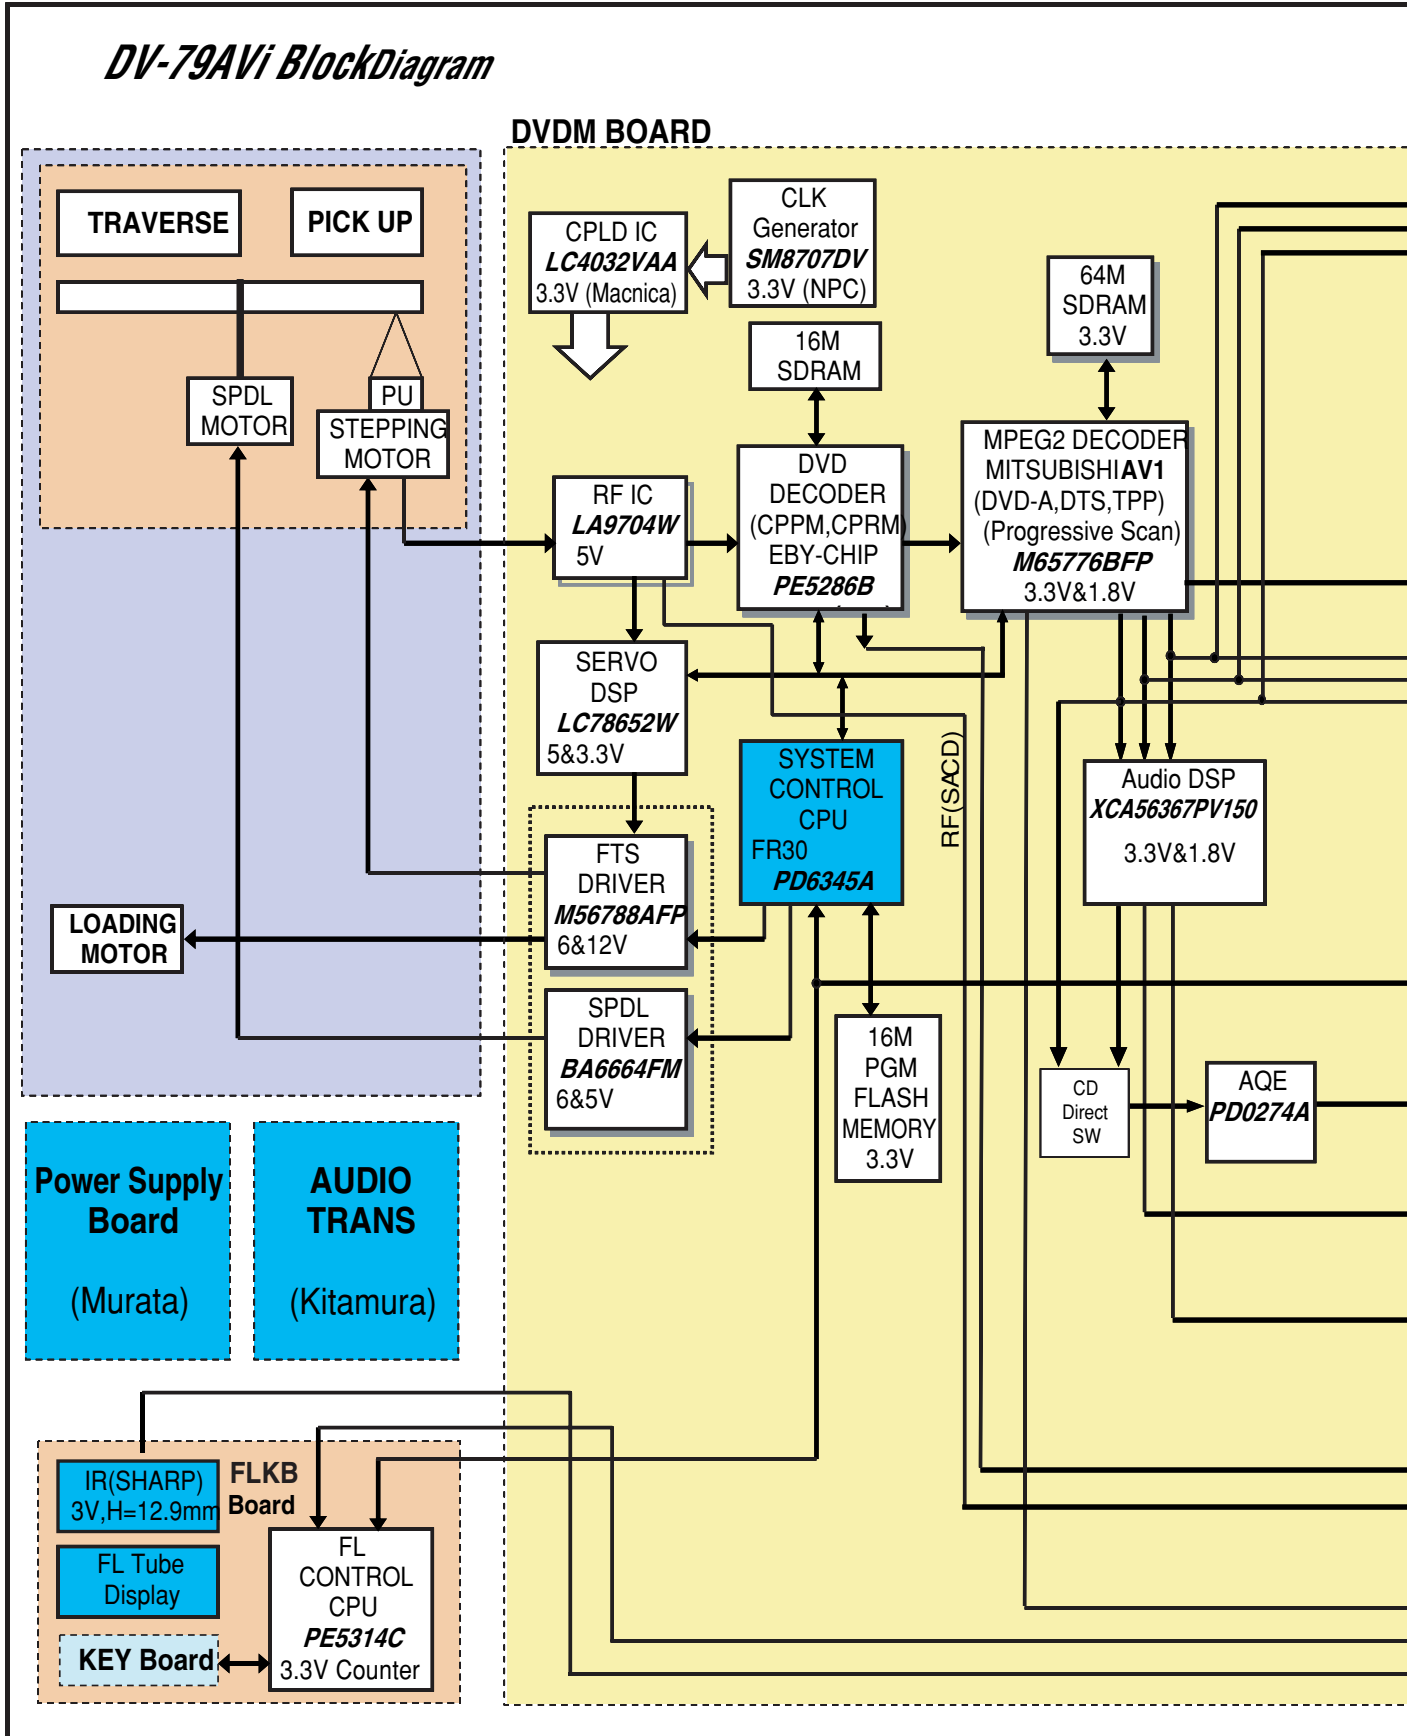 DV-79AVi BlockDiagram
DVDM BOARD
TRAVERSE
PICK UP
SPDL
MOTOR
PU
STEPPING
MOTOR
LOADING
MOTOR
CPLD IC
LC4032VAA
3.3V (Macnica)
CLK
Generator
SM8707DV
3.3V (NPC)
16M
SDRAM
64M
SDRAM
3.3V
RF IC
LA9704W
5V
DVD
DECODER
(CPPM,CPRM)
EBY-CHIP
PE5286B
MPEG2 DECODER
MITSUBISHIAV1
(DVD-A,DTS,TPP)
(Progressive Scan)
M65776BFP
3.3V&1.8V
SERVO
DSP
LC78652W
5&3.3V
SYSTEM
CONTROL
CPU
FR30
PD6345A
RF(SACD)
Audio DSP
XCA56367PV150
3.3V&1.8V
FTS
DRIVER
M56788AFP
6&12V
SPDL
DRIVER
BA6664FM
6&5V
16M
PGM
FLASH
MEMORY
3.3V
CD
Direct
SW
AQE
PD0274A
Power Supply
Board
(Murata)
AUDIO
TRANS
(Kitamura)
IR(SHARP)
3V,H=12.9mm
FLKB
Board
FL Tube
Display
KEY Board
FL
CONTROL
CPU
PE5314C
3.3V Counter